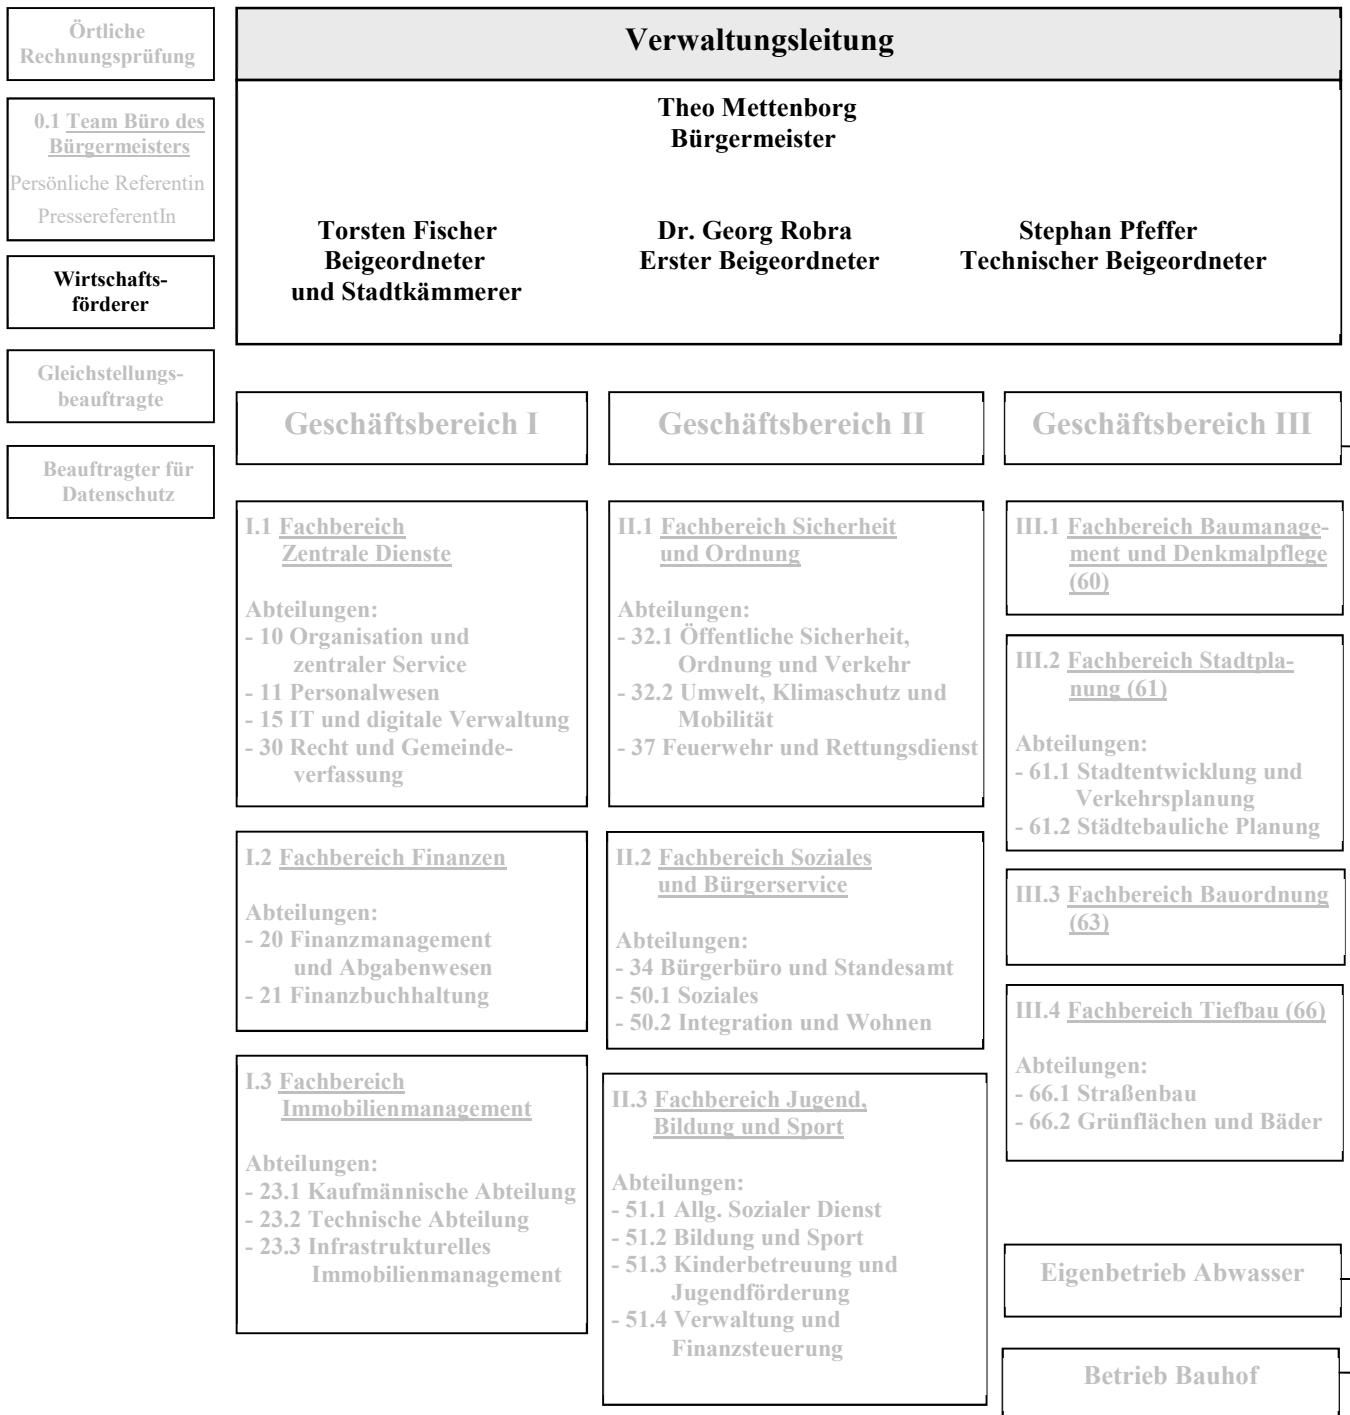 Örtliche
Rechnungsprüfung
0.1 Team Büro des
Bürgermeisters
Persönliche Referentin
PressereferentIn
Wirtschafts-
förderer
Gleichstellungs-
beauftragte
Beauftragter für
Datenschutz
Verwaltungsleitung
Theo Mettenborg
Bürgermeister
Torsten Fischer
Beigeordneter
und Stadtkämmerer
Dr. Georg Robra
Erster Beigeordneter
Stephan Pfeffer
Technischer Beigeordneter
Geschäftsbereich I
I.1 Fachbereich
Zentrale Dienste
Abteilungen:
- 10 Organisation und
zentraler Service
- 11 Personalwesen
- 15 IT und digitale Verwaltung
- 30 Recht und Gemeinde-
verfassung
I.2 Fachbereich Finanzen
Abteilungen:
- 20 Finanzmanagement
und Abgabenwesen
- 21 Finanzbuchhaltung
I.3 Fachbereich
Immobilienmanagement
Abteilungen:
- 23.1 Kaufmännische Abteilung
- 23.2 Technische Abteilung
- 23.3 Infrastrukturelles
Immobilienmanagement
Geschäftsbereich II
II.1 Fachbereich Sicherheit
und Ordnung
Abteilungen:
- 32.1 Öffentliche Sicherheit,
Ordnung und Verkehr
- 32.2 Umwelt, Klimaschutz und
Mobilität
- 37 Feuerwehr und Rettungsdienst
II.2 Fachbereich Soziales
und Bürgerservice
Abteilungen:
- 34 Bürgerbüro und Standesamt
- 50.1 Soziales
- 50.2 Integration und Wohnen
II.3 Fachbereich Jugend,
Bildung und Sport
Abteilungen:
- 51.1 Allg. Sozialer Dienst
- 51.2 Bildung und Sport
- 51.3 Kinderbetreuung und
Jugendförderung
- 51.4 Verwaltung und
Finanzsteuerung
Geschäftsbereich III
III.1 Fachbereich Baumanage-
ment und Denkmalpflege
(60)
III.2 Fachbereich Stadtpla-
nung (61)
Abteilungen:
- 61.1 Stadtentwicklung und
Verkehrsplanung
- 61.2 Städtebauliche Planung
III.3 Fachbereich Bauordnung
(63)
III.4 Fachbereich Tiefbau (66)
Abteilungen:
- 66.1 Straßenbau
- 66.2 Grünflächen und Bäder
Eigenbetrieb Abwasser
Betrieb Bauhof